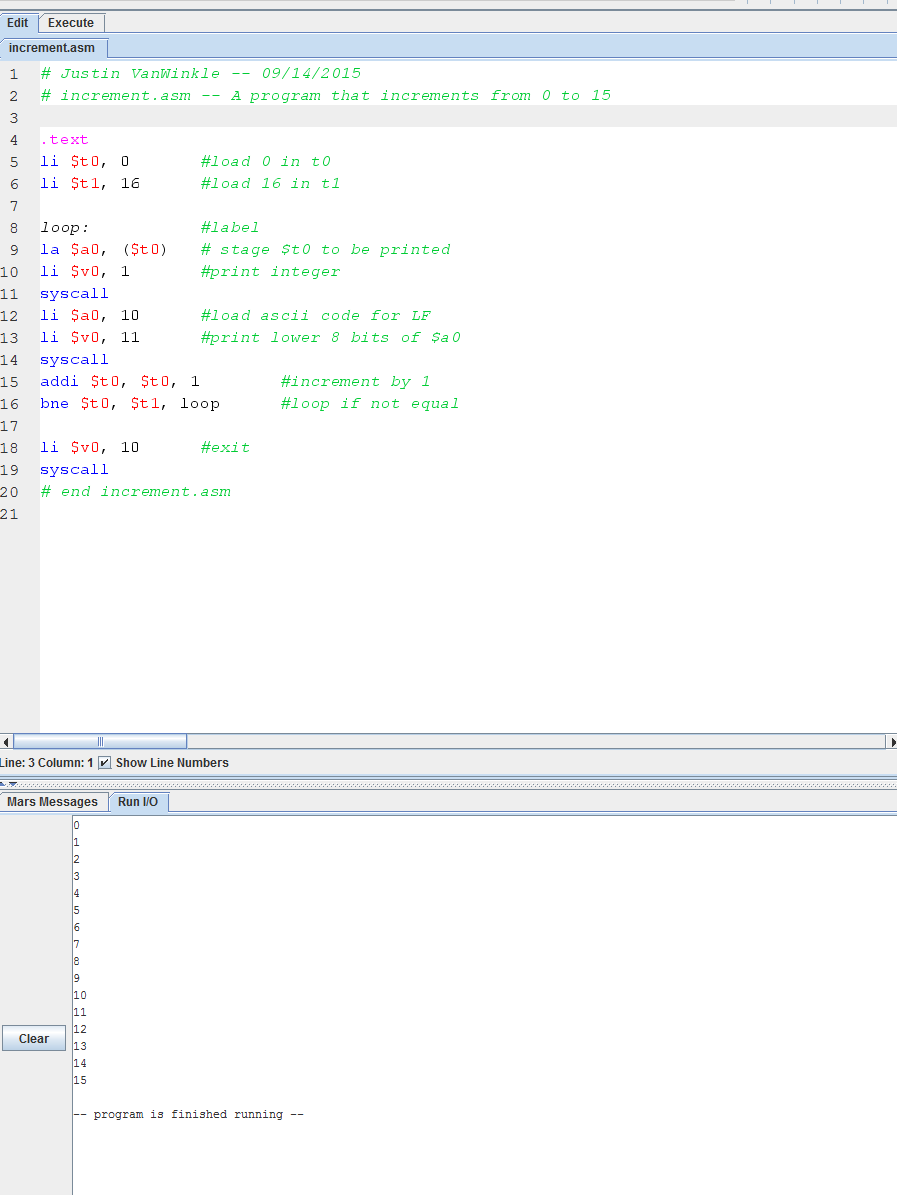 Edit Execute
increment.asm
1 # Justin VanWinkle -- 09/14/2015
2 # increment.asm -- A program that increments from 0 to 15
3
4 .text
5 li $t0, 0 #load 0 in t0
6 li $t1, 16 #load 16 in t1
7
8 loop: #label
9 la $a0, ($t0) # stage $t0 to be printed
10 li $v0, 1 #print integer
11 syscall
12 li $a0, 10 #load ascii code for LF
13 li $v0, 11 #print lower 8 bits of $a0
14 syscall
15 addi $t0, $t0, 1 #increment by 1
16 bne $t0, $t1, loop #loop if not equal
17
18 li $v0, 10 #exit
19 syscall
20 # end increment.asm
21
Line: 3 Column: 1 Show Line Numbers
Mars Messages Run I/O
0
1
2
3
4
5
6
7
8
9
10
11
12
Clear
13
14
15
-- program is finished running --